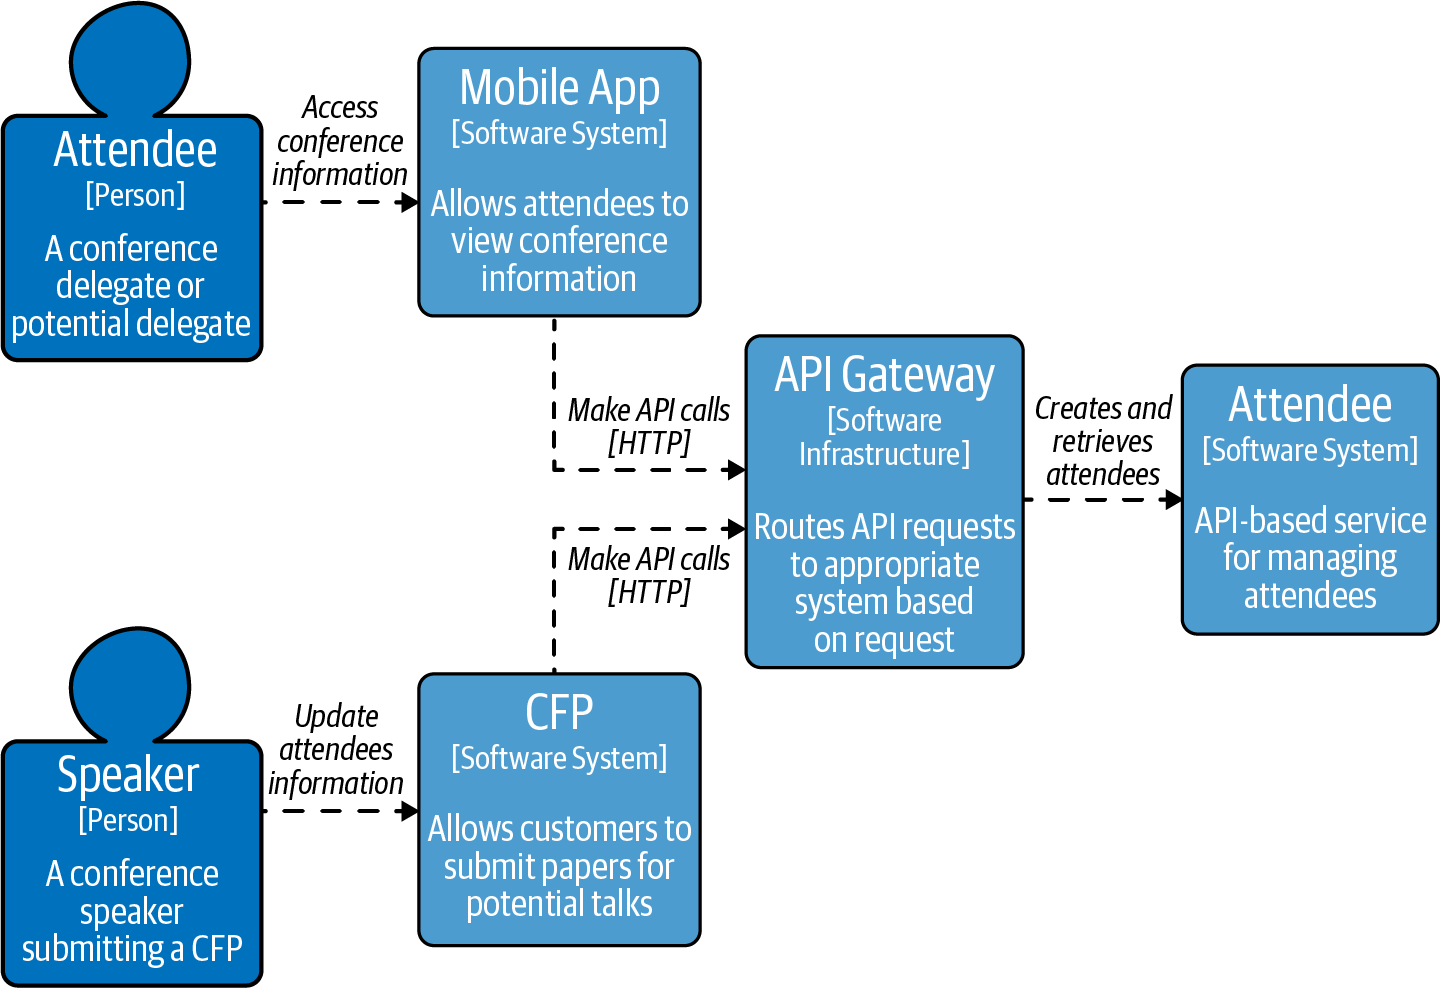 Attendee
[Person]
A conference
delegate or
potential delegate
Access
conference
information
Mobile App
[Software System]
Allows attendees to
view conference
information
Make API calls
[HTTP]
Make API calls
[HTTP]
API Gateway
[Software
Infrastructure]
Routes API requests
to appropriate
system based
on request
Creates and
retrieves
attendees
Attendee
[Software System]
API-based service
for managing
attendees
Speaker
[Person]
A conference
speaker
submitting a CFP
Update
attendees
information
CFP
[Software System]
Allows customers to
submit papers for
potential talks